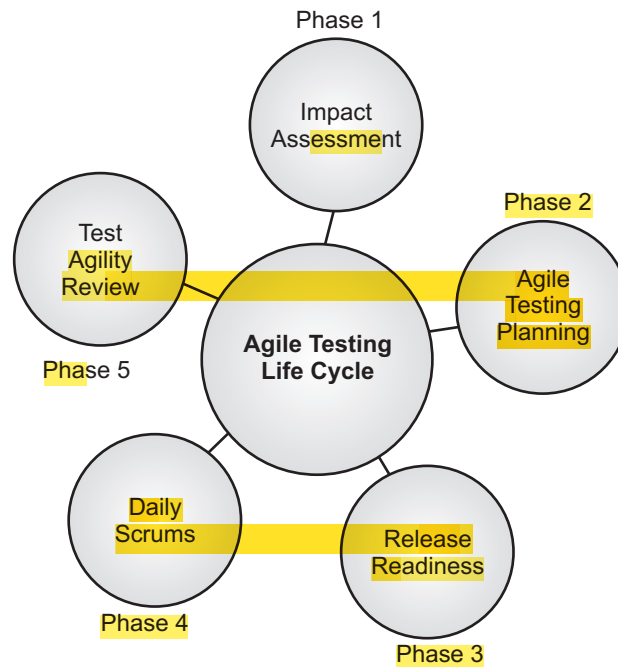 Phase 1
Impact
Assessment
Phase 2
Agile
Testing
Planning
Test
Agility
Review
Agile Testing
Life Cycle
Phase 5
Daily
Scrums
Phase 4
Release
Readiness
Phase 3